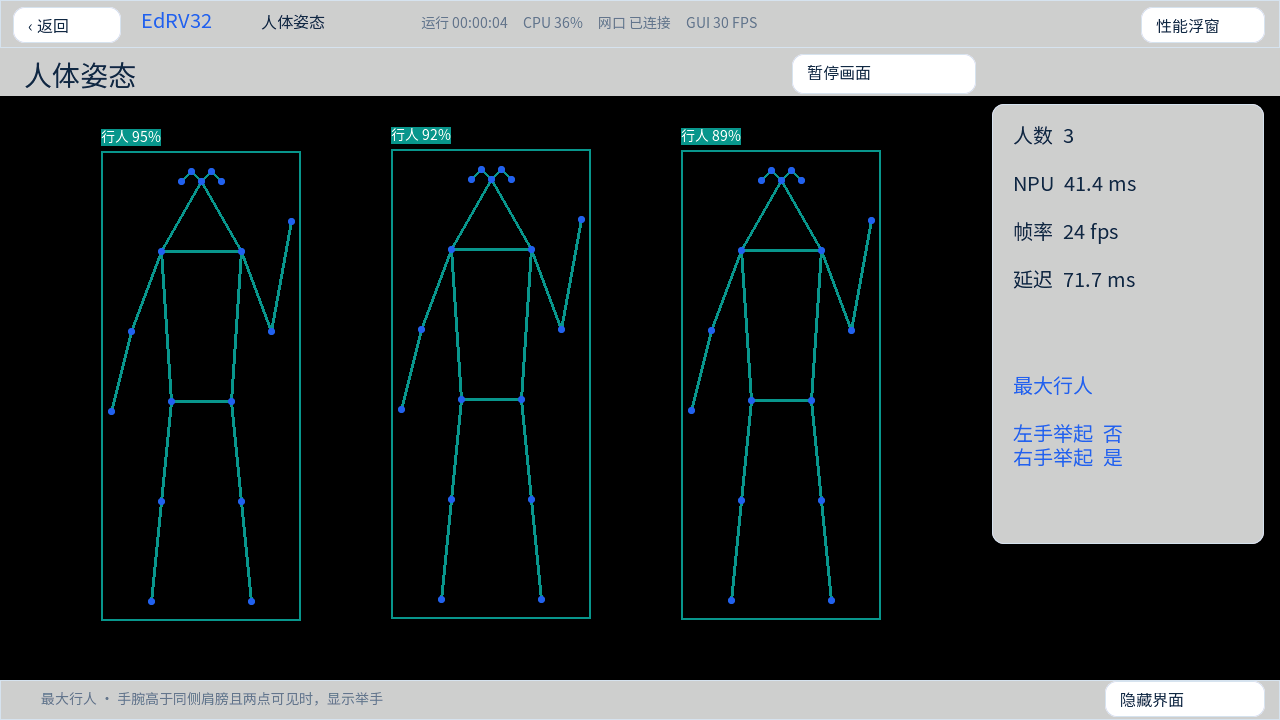 ‹ 返回
EdRV32
人体姿态
运行 00:00:04 CPU 36% 网口 已连接 GUI 30 FPS
性能浮窗
人体姿态
暂停画面
行人 95%
行人 92%
行人 89%
人数 3
NPU 41.4 ms
帧率 24 fps
延迟 71.7 ms
最大行人
左手举起 否
右手举起 是
最大行人 · 手腕高于同侧肩膀且两点可见时，显示举手
隐藏界面